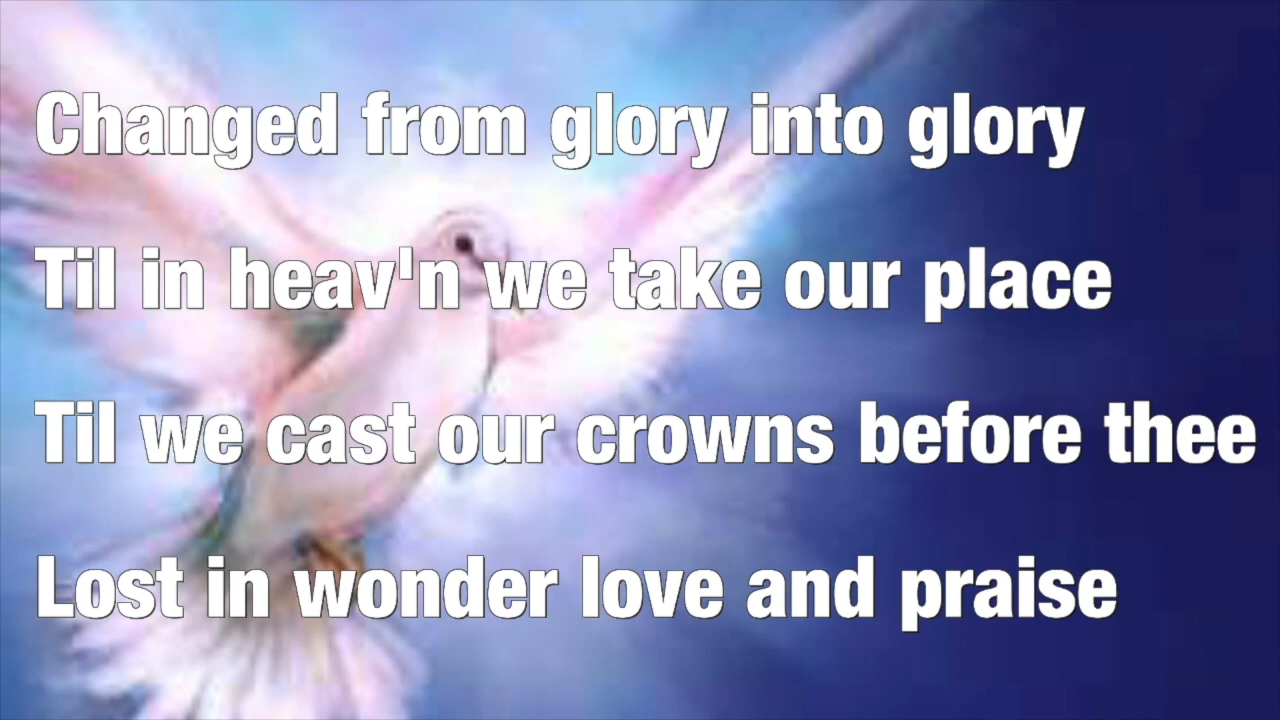 Changed from glory into glory
Til in heav'n we take our place
Til we cast our crowns before thee
Lost in wonder love and praise